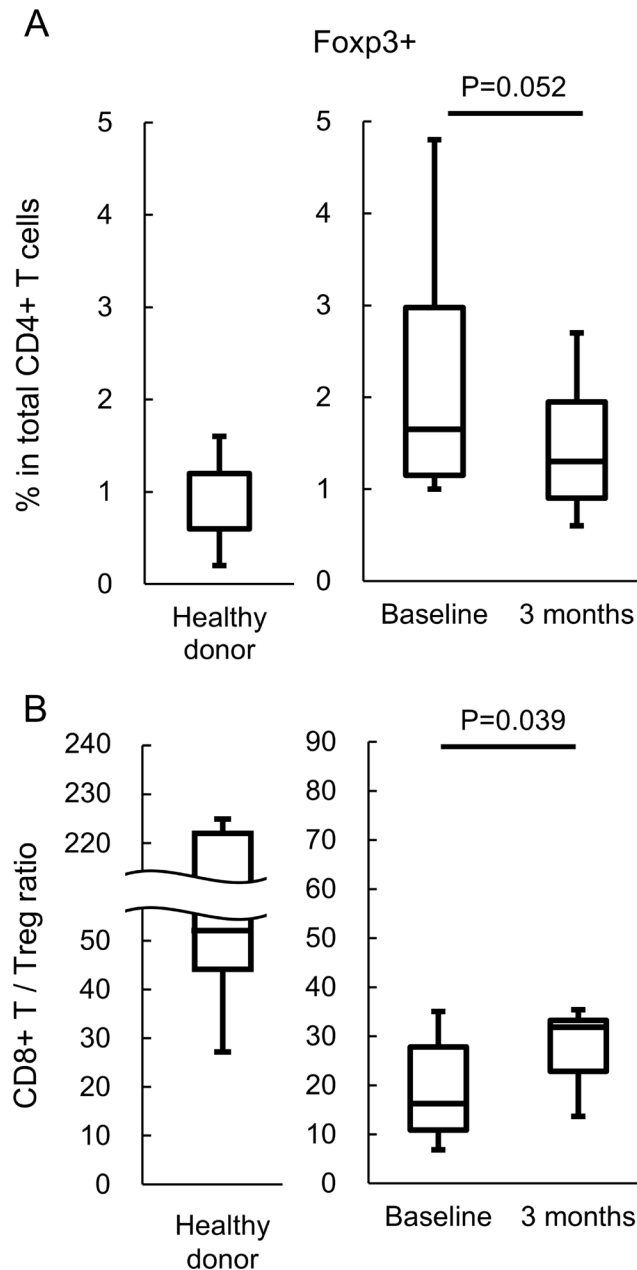 A
Foxp3+
P=0.052
% in total CD4+ T cells
5
4
3
2
1
0
Healthy
donor
5
4
3
2
1
0
Baseline
3 months
B
P=0.039
CD8+ T / Treg ratio
240
230
220
50
40
30
20
10
0
Healthy
donor
90
80
70
60
50
40
30
20
10
0
Baseline
3 months